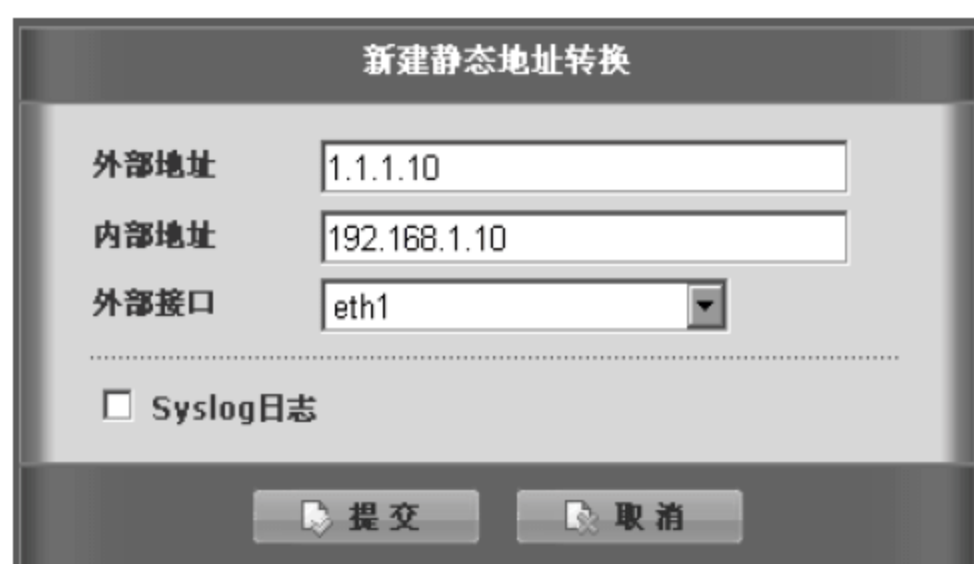 新建静态地址转换
外部地址 1.1.1.10
内部地址 192.168.1.10
外部接口 eth1
Syslog日志
提交 取消